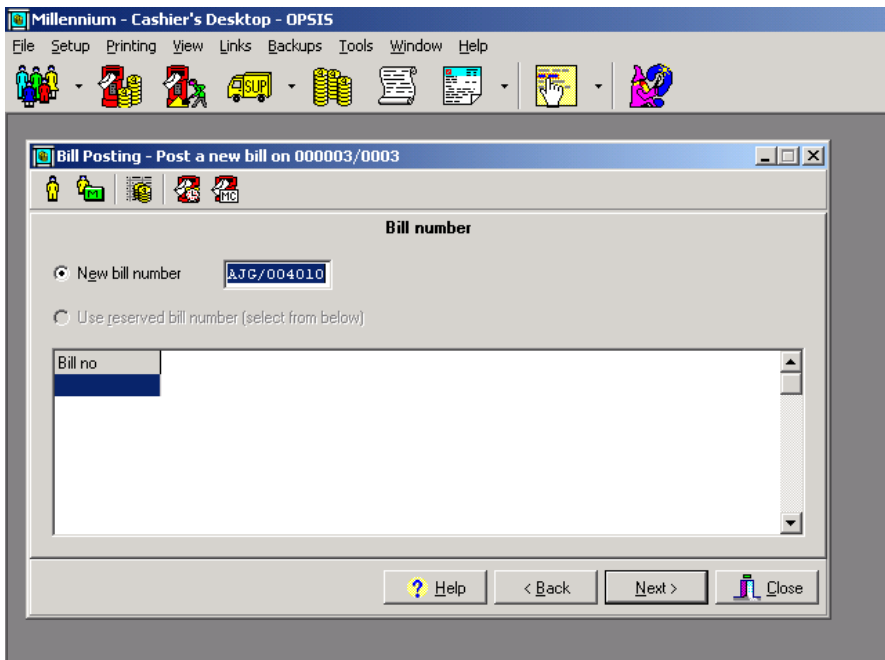 Millennium - Cashier's Desktop - OPSIS
File Setup Printing View Links Backups Tools Window Help
SUP
Bill Posting - Post a new bill on 000003/0003
M MC
Bill number
New bill number AJG/004010
Use reserved bill number (select from below)
Bill no
? Help < Back Next > Close